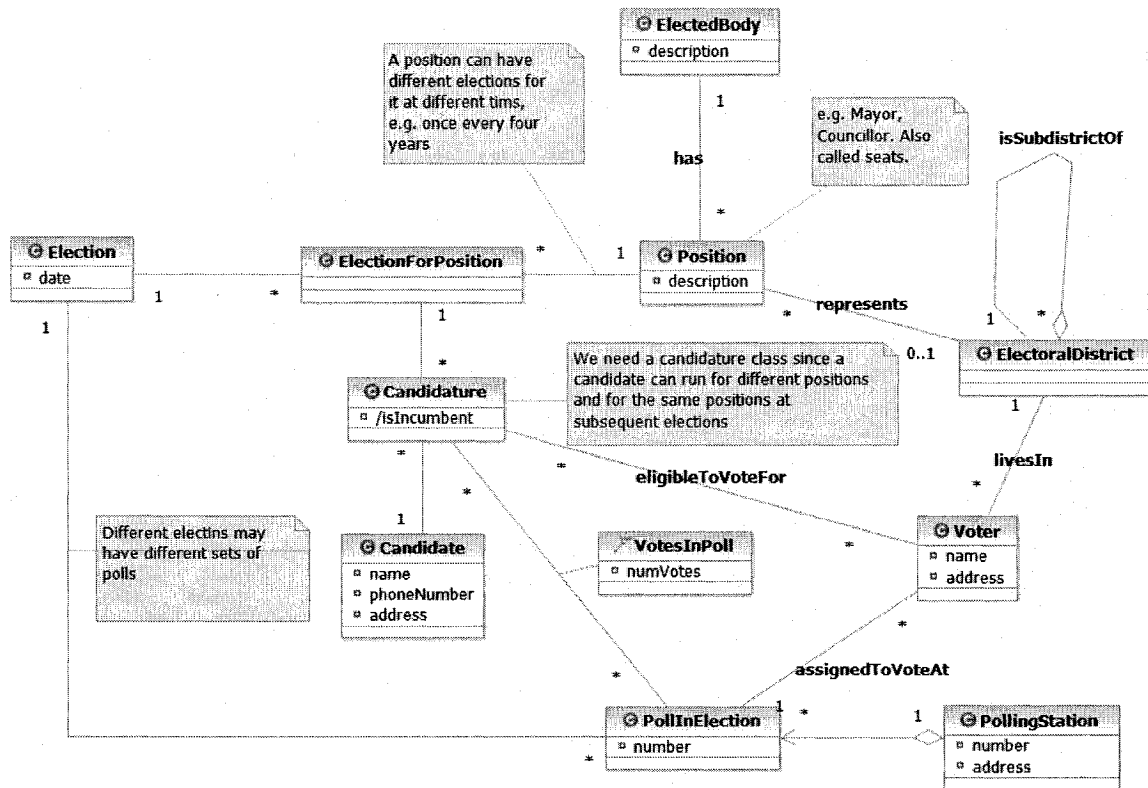 ElectedBody
description
A position can have
different elections for
it at different tims,
e.g. once every four
years
1
e.g. Mayor,
Councillor. Also
called seats.
isSubdistrictOf
has
*
Election
date
ElectionForPosition
*
1
Position
description
1
*
1
*
represents
*
1
*
1
*
0..1
ElectoralDistrict
We need a candidature class since a
candidate can run for different positions
and for the same positions at
subsequent elections
Candidature
/isIncumbent
1
livesIn
*
*
*
eligibleToVoteFor
*
*
1
Different electins may
have different sets of
polls
Candidate
name
phoneNumber
address
VotesInPoll
numVotes
Voter
name
address
*
assignedToVoteAt
*
PollInElection
number
1
*
1
PollingStation
number
address
*